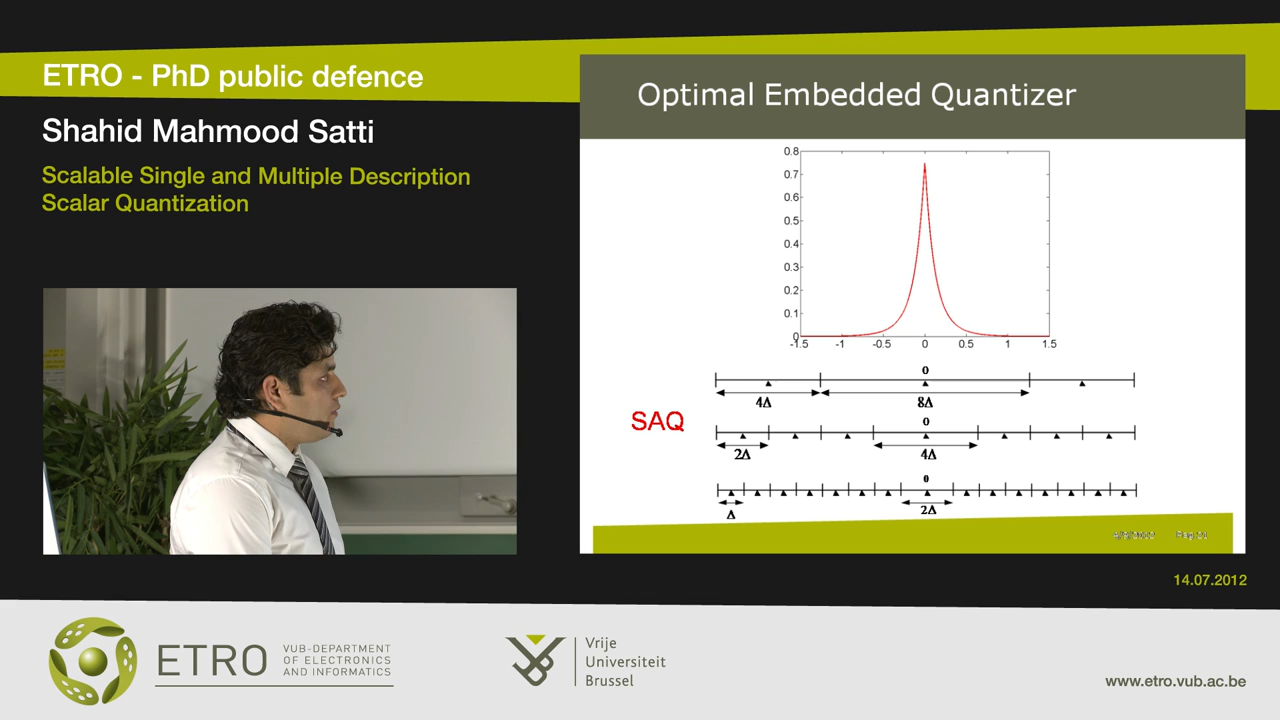 ETRO - PhD public defence
Shahid Mahmood Satti
Scalable Single and Multiple Description
Scalar Quantization
Optimal Embedded Quantizer
0.8
0.7
0.6
0.5
0.4
0.3
0.2
0.1
0
-1.5 -1 -0.5 0 0.5 1 1.5
0
4Δ 8Δ
SAQ
0
2Δ 4Δ
0
Δ 2Δ
14.07.2012
ETRO
VUB-DEPARTMENT
OF ELECTRONICS
AND INFORMATICS
Vrije
Universiteit
Brussel
www.etro.vub.ac.be